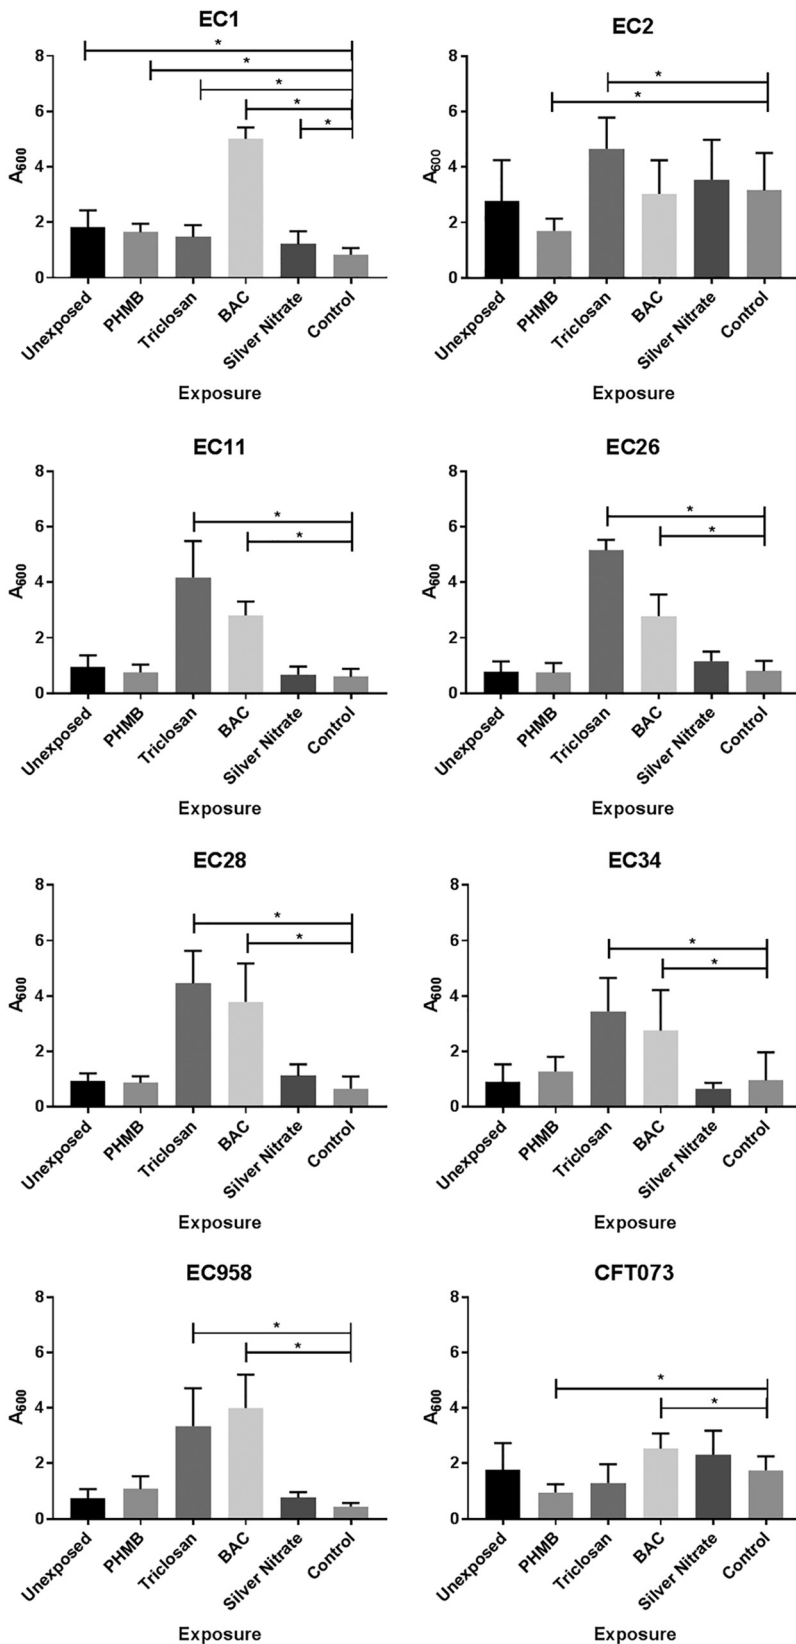 EC1
* * * * *
8
6
4
2
0
A600
Unexposed
PHMB
Triclosan
BAC
Silver Nitrate
Control
Exposure
EC2
* *
8
6
4
2
0
A600
Unexposed
PHMB
Triclosan
BAC
Silver Nitrate
Control
Exposure
EC11
* *
8
6
4
2
0
A600
Unexposed
PHMB
Triclosan
BAC
Silver Nitrate
Control
Exposure
EC26
* *
8
6
4
2
0
A600
Unexposed
PHMB
Triclosan
BAC
Silver Nitrate
Control
Exposure
EC28
* *
8
6
4
2
0
A600
Unexposed
PHMB
Triclosan
BAC
Silver Nitrate
Control
Exposure
EC34
* *
8
6
4
2
0
A600
Unexposed
PHMB
Triclosan
BAC
Silver Nitrate
Control
Exposure
EC958
* *
8
6
4
2
0
A600
Unexposed
PHMB
Triclosan
BAC
Silver Nitrate
Control
Exposure
CFT073
* *
8
6
4
2
0
A600
Unexposed
PHMB
Triclosan
BAC
Silver Nitrate
Control
Exposure